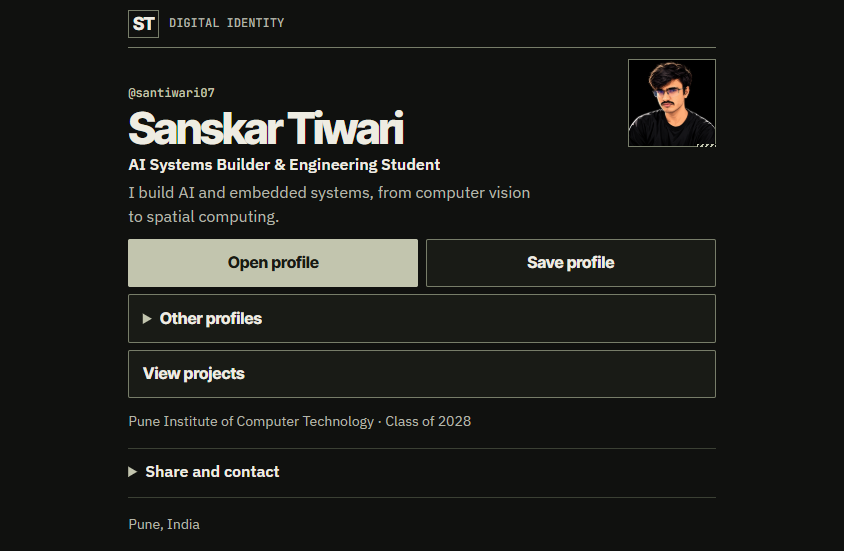 ST DIGITAL IDENTITY
@santiwari07
Sanskar Tiwari
AI Systems Builder & Engineering Student
I build AI and embedded systems, from computer vision
to spatial computing.
Open profile Save profile
Other profiles
View projects
Pune Institute of Computer Technology · Class of 2028
Share and contact
Pune, India